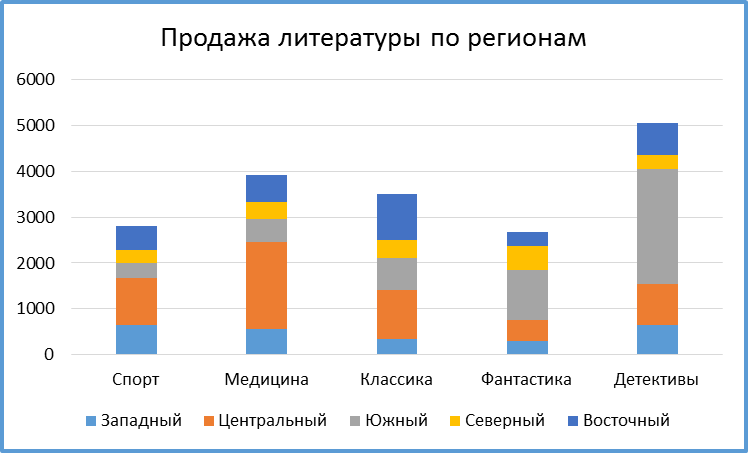 Продажа литературы по регионам
6000
5000
4000
3000
2000
1000
0
Спорт Медицина Классика Фантастика Детективы
Западный Центральный Южный Северный Восточный